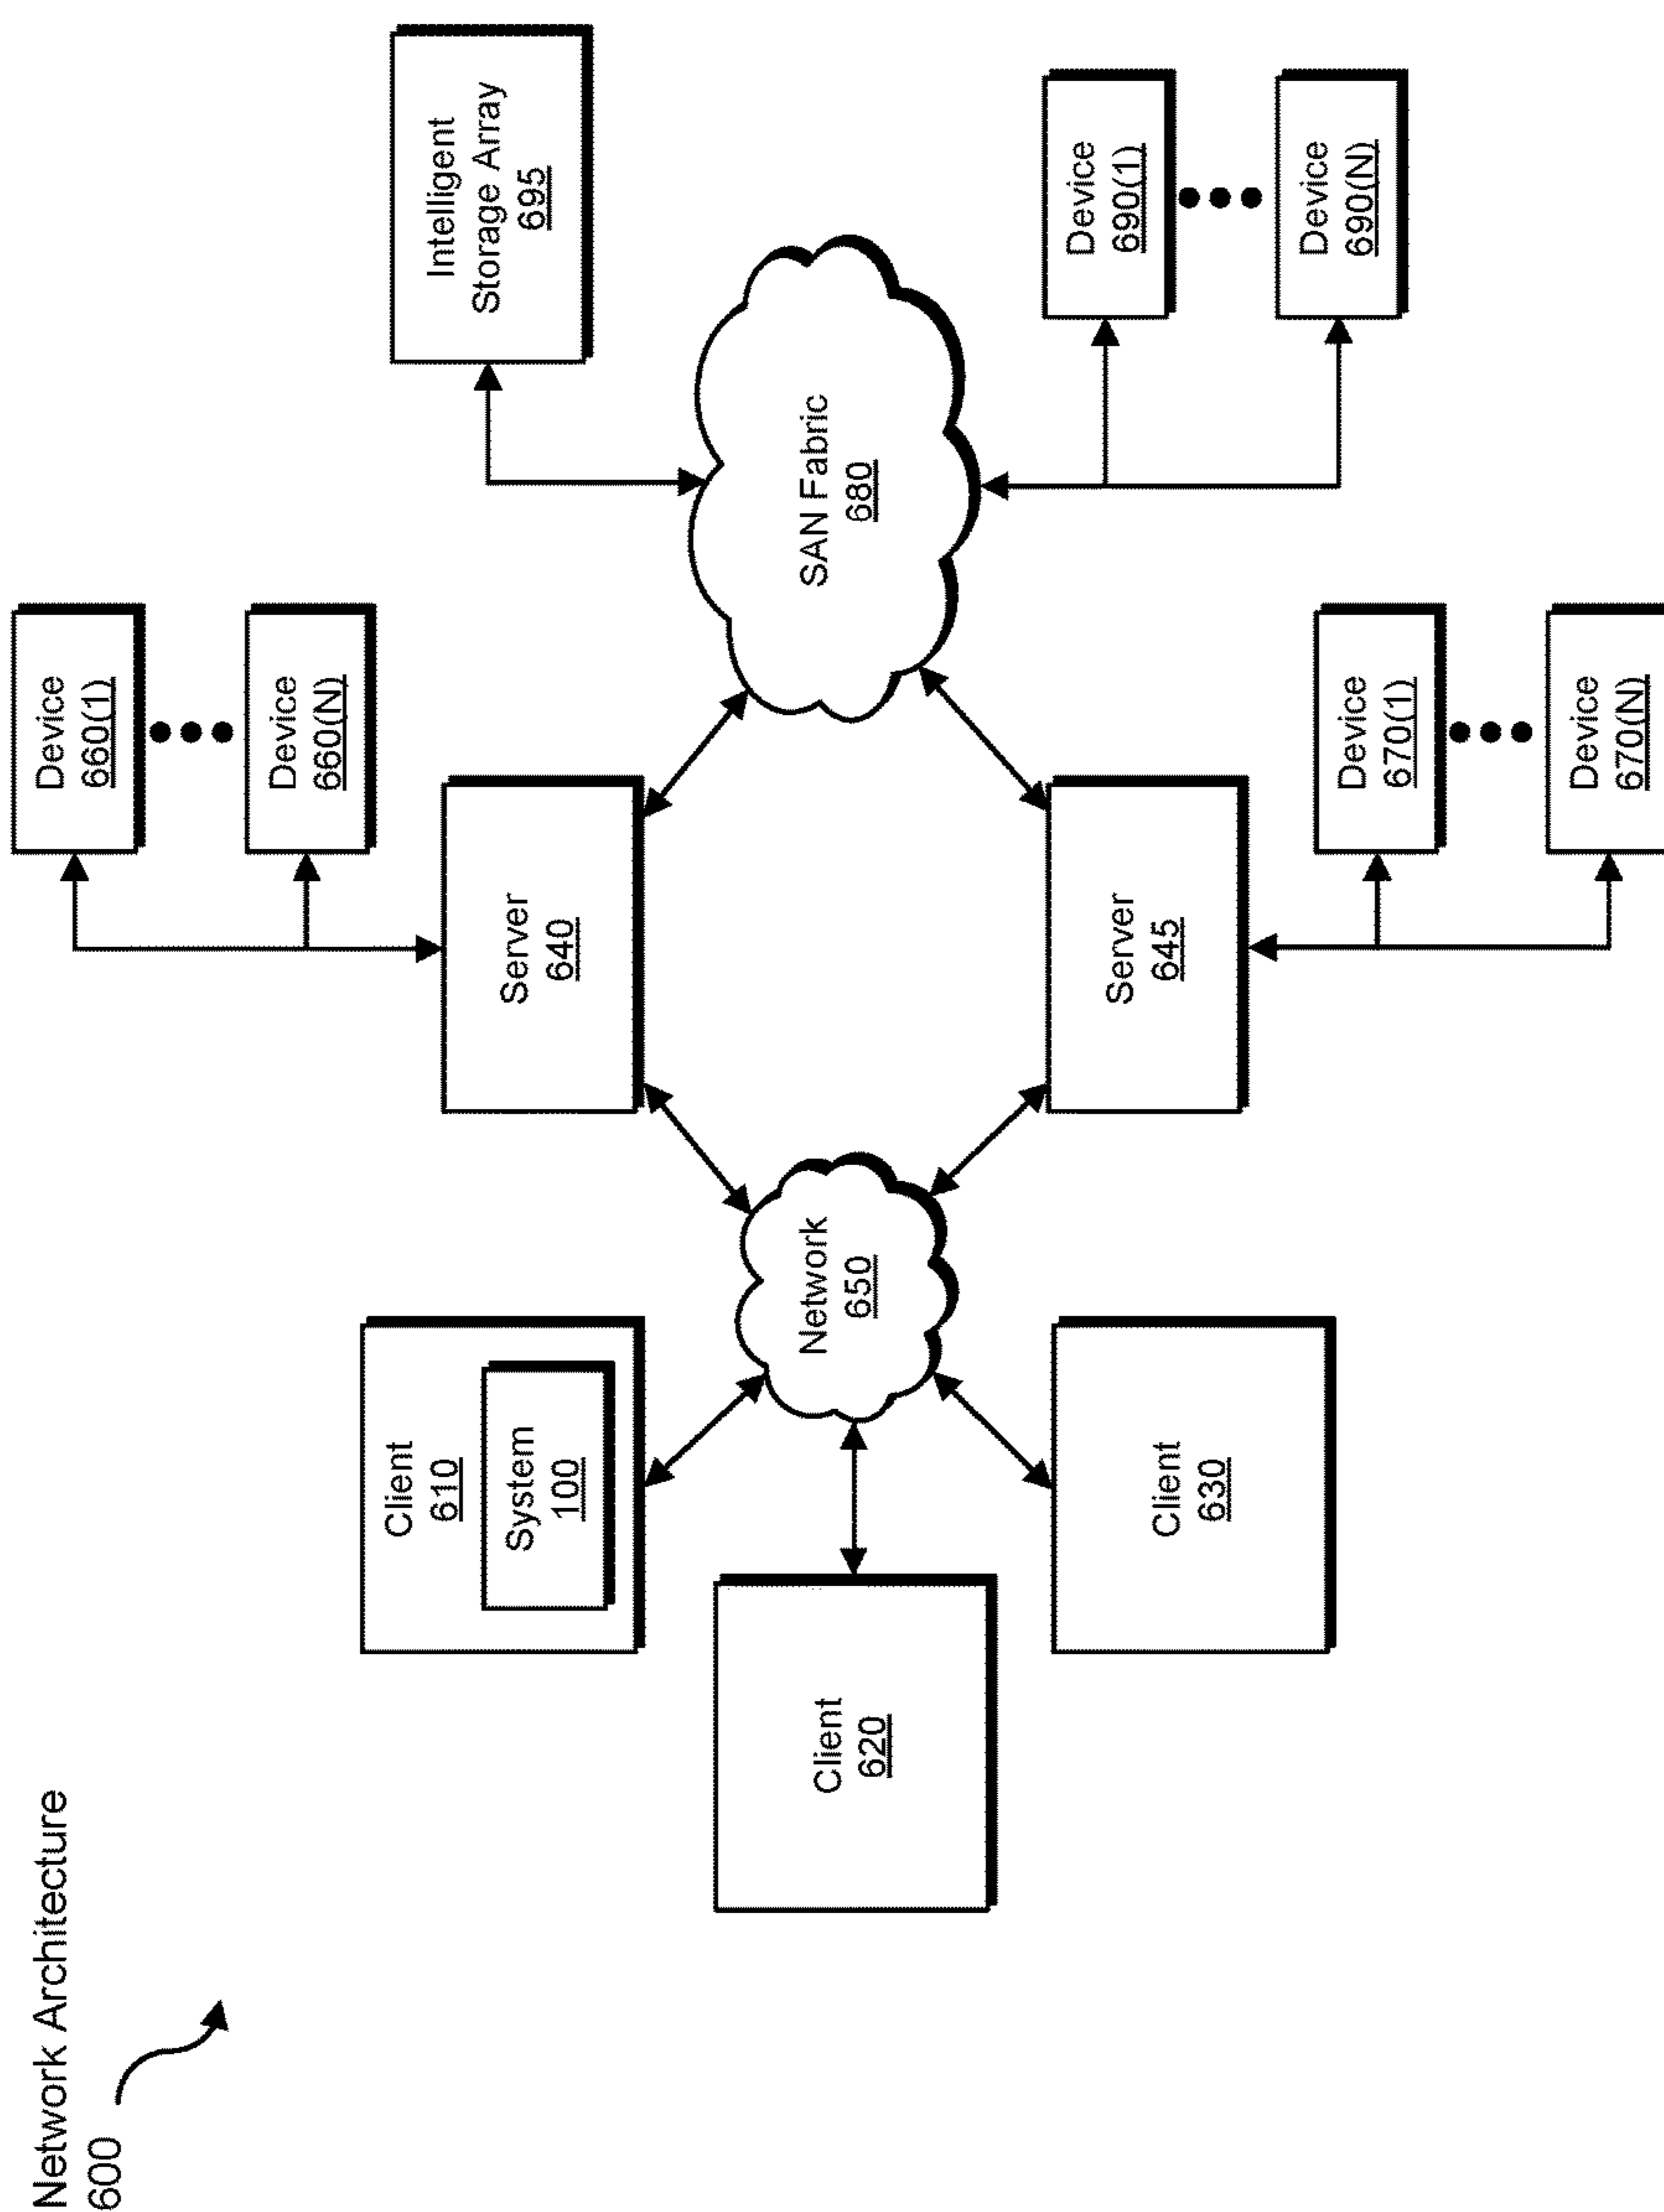 Network Architecture
600
Client
610
System
100
Client
620
Client
630
Network
650
Server
640
Server
645
Device
660(1)
Device
660(N)
Device
670(1)
Device
670(N)
SAN Fabric
680
Intelligent
Storage Array
695
Device
690(1)
Device
690(N)